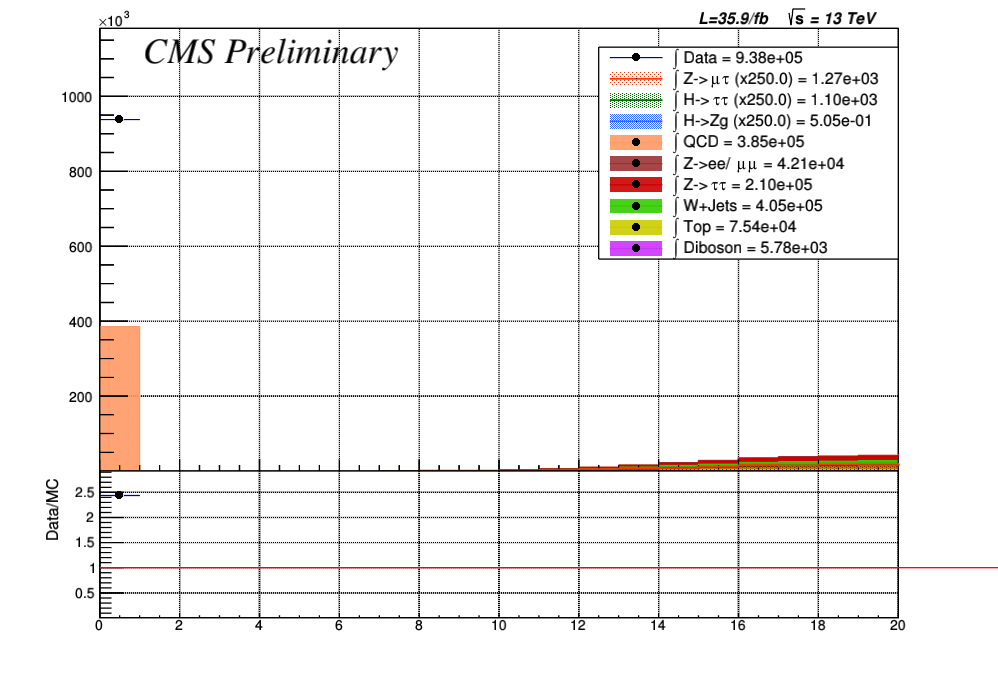 ×10³
L=35.9/fb √s = 13 TeV
CMS Preliminary
∫ Data = 9.38e+05
∫ Z->μτ (x250.0) = 1.27e+03
∫ H->ττ (x250.0) = 1.10e+03
∫ H->Zg (x250.0) = 5.05e-01
∫ QCD = 3.85e+05
∫ Z->ee/ μμ = 4.21e+04
∫ Z->ττ = 2.10e+05
∫ W+Jets = 4.05e+05
∫ Top = 7.54e+04
∫ Diboson = 5.78e+03
1000
800
600
400
200
Data/MC
2.5
2
1.5
1
0.5
0 2 4 6 8 10 12 14 16 18 20